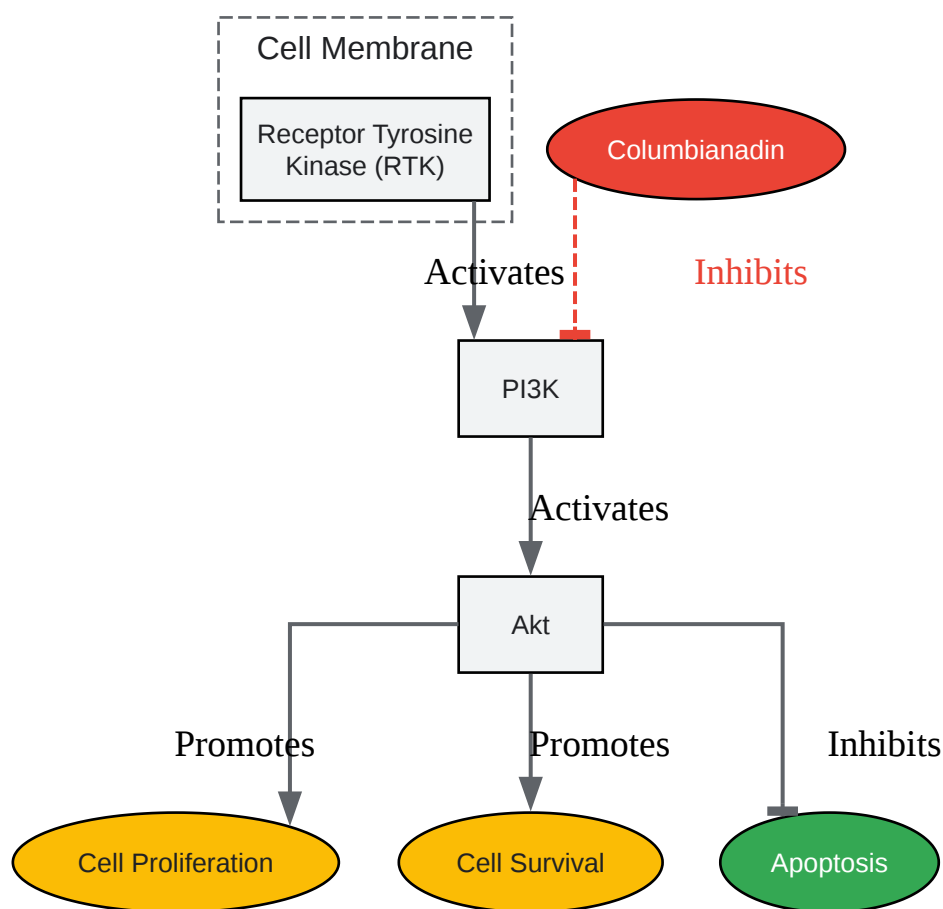 Cell Membrane
Receptor Tyrosine
Kinase (RTK)
Columbianadin
Activates
Inhibits
PI3K
Activates
Akt
Promotes
Promotes
Inhibits
Cell Proliferation
Cell Survival
Apoptosis